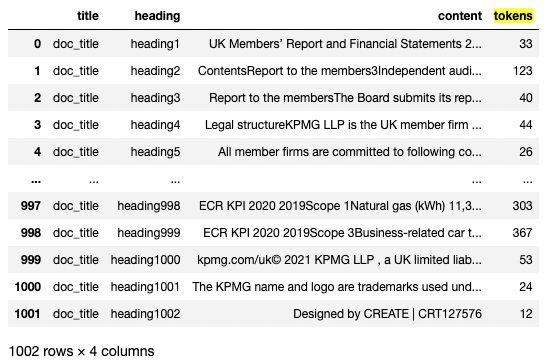 title heading content tokens
0 doc_title heading1 UK Members' Report and Financial Statements 2... 33
1 doc_title heading2 ContentsReport to the members3Independent audi... 123
2 doc_title heading3 Report to the membersThe Board submits its rep... 40
3 doc_title heading4 Legal structureKPMG LLP is the UK member firm ... 44
4 doc_title heading5 All member firms are committed to following co... 26
... ... ... ... ...
997 doc_title heading998 ECR KPI 2020 2019Scope 1Natural gas (kWh) 11,3... 303
998 doc_title heading999 ECR KPI 2020 2019Scope 3Business-related car t... 367
999 doc_title heading1000 kpmg.com/uk© 2021 KPMG LLP , a UK limited liab... 53
1000 doc_title heading1001 The KPMG name and logo are trademarks used und... 24
1001 doc_title heading1002 Designed by CREATE | CRT127576 12
1002 rows × 4 columns